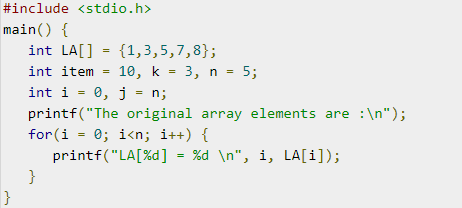 #include <stdio.h>
main() {
   int LA[] = {1,3,5,7,8};
   int item = 10, k = 3, n = 5;
   int i = 0, j = n;
   printf("The original array elements are :\n");
   for(i = 0; i<n; i++) {
      printf("LA[%d] = %d \n", i, LA[i]);
   }
}